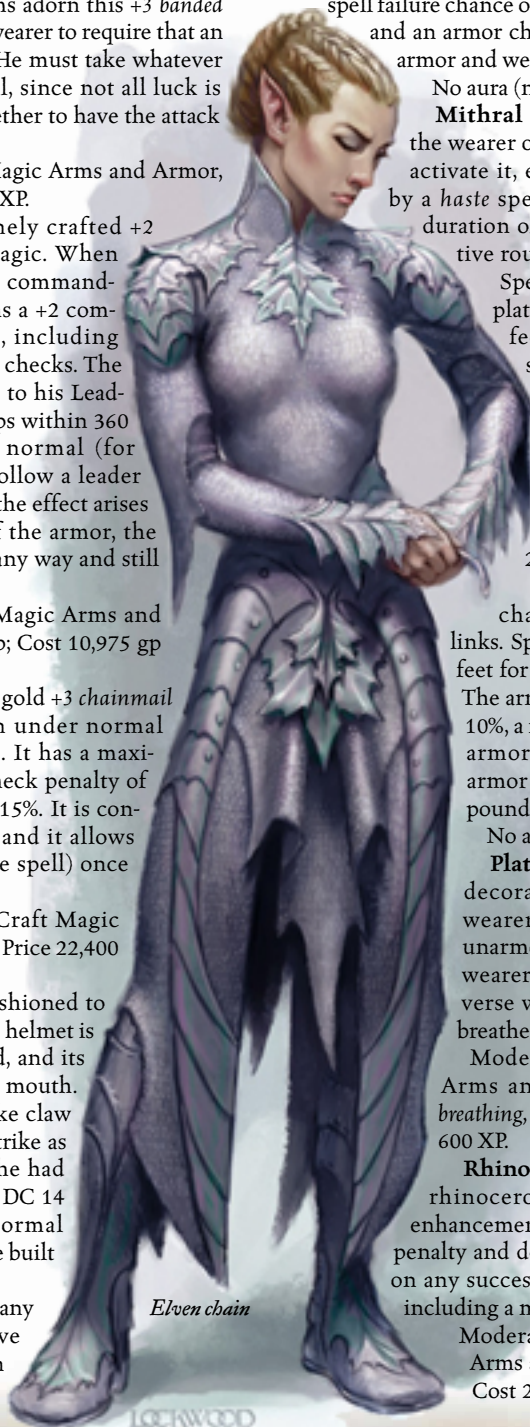 ns adorn this +3 banded
wearer to require that an
He must take whatever
l, since not all luck is
ether to have the attack
Magic Arms and Armor,
XP.
nely crafted +2
agic. When
command-
s a +2 com-
, including
checks. The
to his Lead-
ps within 360
normal (for
ollow a leader
the effect arises
f the armor, the
any way and still
Magic Arms and
p; Cost 10,975 gp
gold +3 chainmail
n under normal
. It has a maxi-
heck penalty of
15%. It is con-
and it allows
e spell) once
Craft Magic
Price 22,400
shioned to
helmet is
d, and its
mouth.
ke claw
trike as
he had
DC 14
ormal
e built
any
ve
n
Elven chain
LOCKWOOD
spell failure chance o
and an armor ch
armor and we
No aura (n
Mithral
the wearer o
activate it, e
by a haste spe
duration o
tive rou
Spe
plat
fe
s
2
cha
links. Sp
feet for
The arm
10%, a
armor
armor
pound
No a
Plat
decora
wearer
unarm
wearer
verse w
breathe
Mode
Arms an
breathing,
600 XP.
Rhino
rhinocero
enhancemen
penalty and d
on any succes
including a m
Modera
Arms
Cost 2